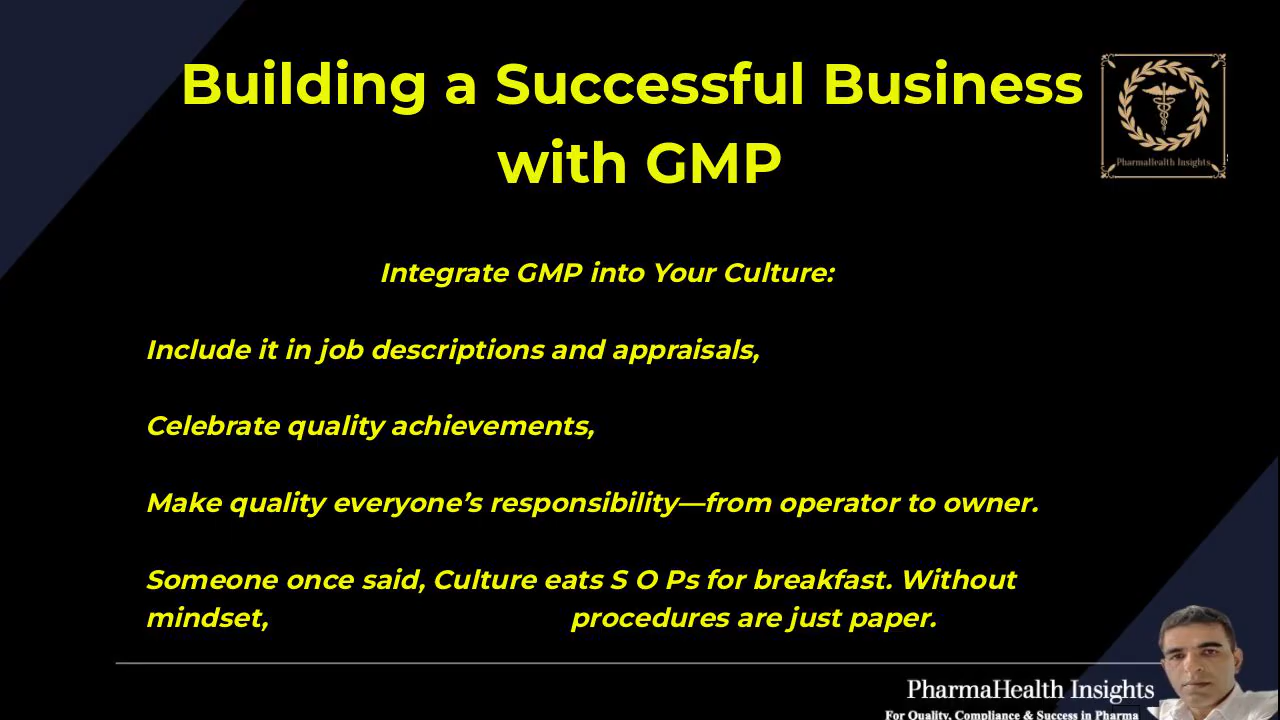 Building a Successful Business
with GMP
PharmaHealth Insights
Integrate GMP into Your Culture:
Include it in job descriptions and appraisals,
Celebrate quality achievements,
Make quality everyone’s responsibility—from operator to owner.
Someone once said, Culture eats S O Ps for breakfast. Without
mindset, procedures are just paper.
PharmaHealth Insights
For Quality, Compliance & Success in Pharma